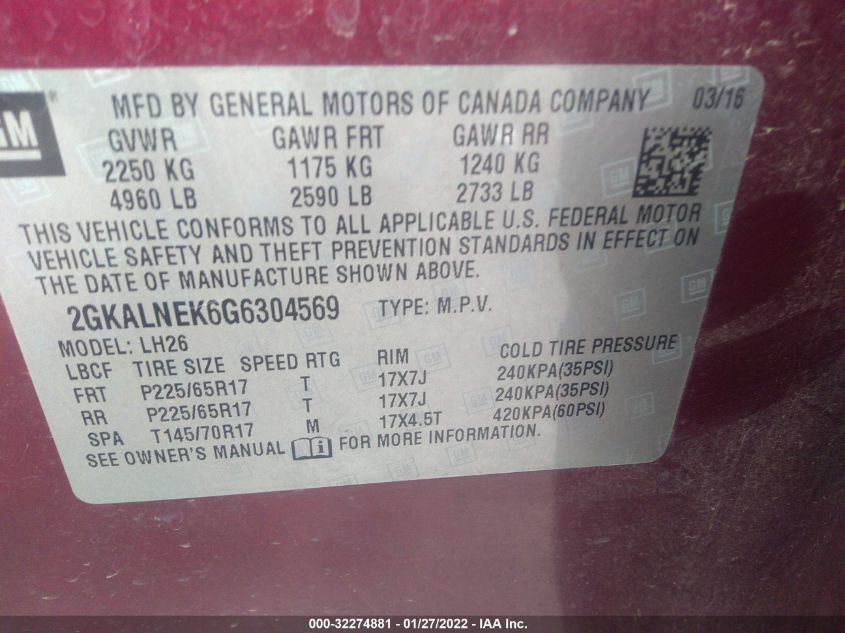 GM ®
MFD BY GENERAL MOTORS OF CANADA COMPANY 03/16
GVWR GAWR FRT GAWR RR
2250 KG 1175 KG 1240 KG
4960 LB 2590 LB 2733 LB
THIS VEHICLE CONFORMS TO ALL APPLICABLE U.S. FEDERAL MOTOR
VEHICLE SAFETY AND THEFT PREVENTION STANDARDS IN EFFECT ON
THE DATE OF MANUFACTURE SHOWN ABOVE.
2GKALNEK6G6304569 TYPE: M.P.V.
MODEL: LH26
LBCF TIRE SIZE SPEED RTG RIM COLD TIRE PRESSURE
FRT P225/65R17 T 17X7J 240KPA(35PSI)
RR P225/65R17 T 17X7J 240KPA(35PSI)
SPA T145/70R17 M 17X4.5T 420KPA(60PSI)
SEE OWNER'S MANUAL FOR MORE INFORMATION.
000-32274881 - 01/27/2022 - IAA Inc.